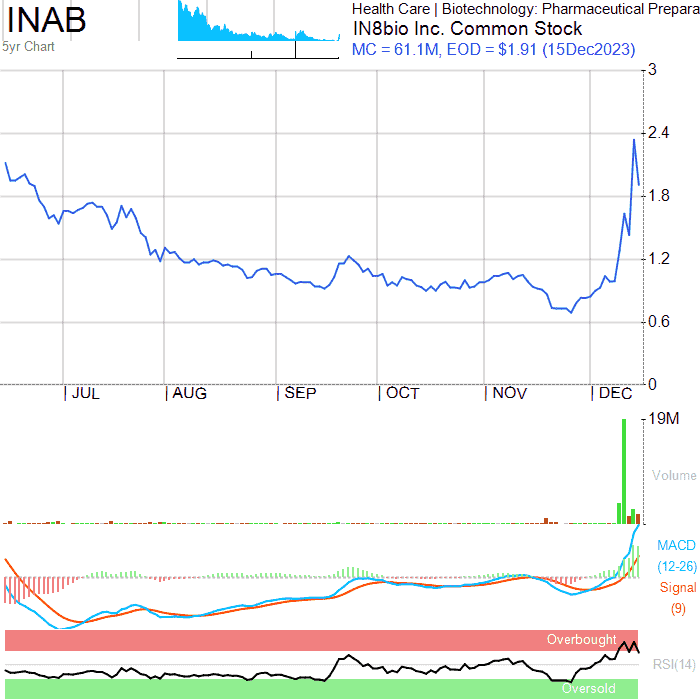 INAB
5yr Chart
Health Care | Biotechnology: Pharmaceutical Prepara
IN8bio Inc. Common Stock
MC = 61.1M, EOD = $1.91 (15Dec2023)
3
2.4
1.8
1.2
0.6
0
JUL AUG SEP OCT NOV DEC
19M
Volume
MACD
(12-26)
Signal
(9)
Overbought
RSI(14)
Oversold